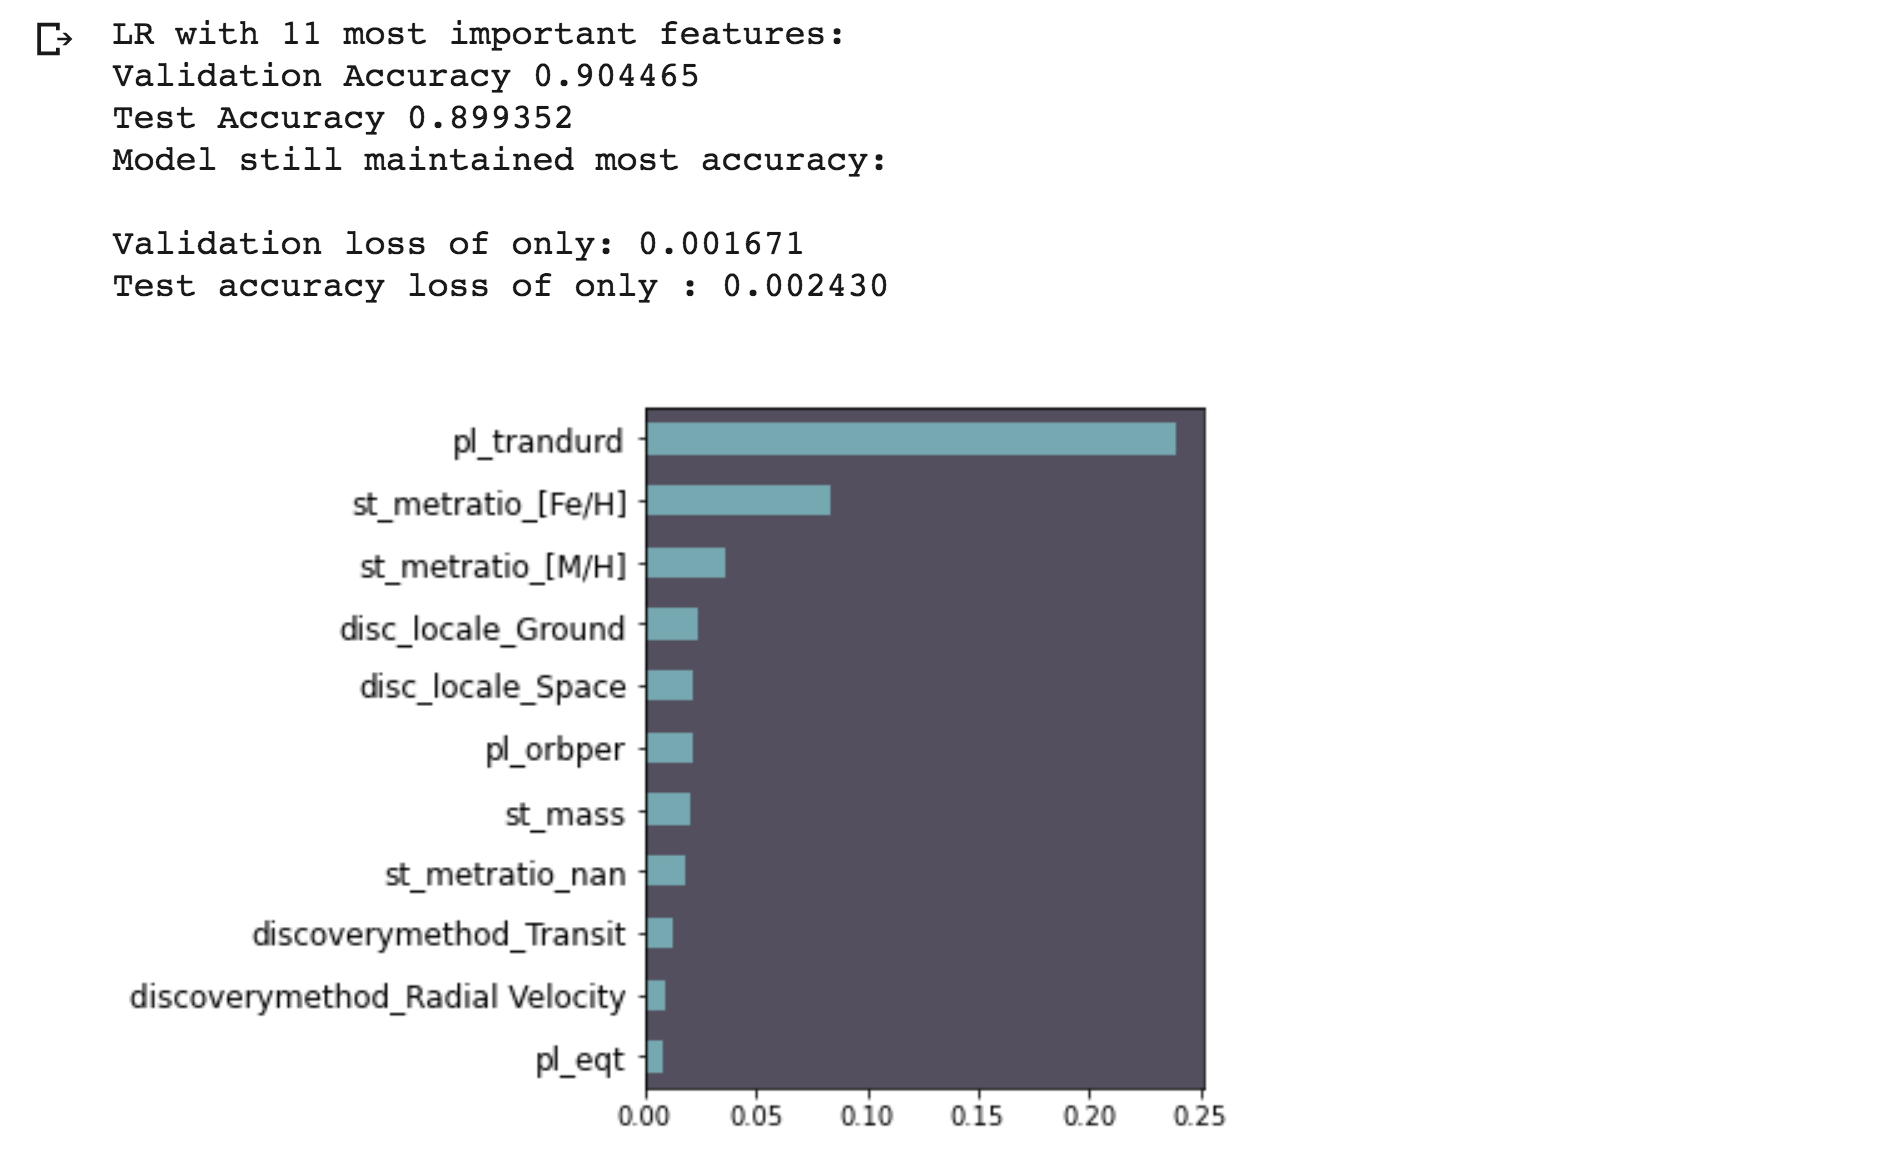 LR with 11 most important features:
Validation Accuracy 0.904465
Test Accuracy 0.899352
Model still maintained most accuracy:
Validation loss of only: 0.001671
Test accuracy loss of only : 0.002430
pl_trandurd
st_metratio_[Fe/H]
st_metratio_[M/H]
disc_locale_Ground
disc_locale_Space
pl_orbper
st_mass
st_metratio_nan
discoverymethod_Transit
discoverymethod_Radial Velocity
pl_eqt
0.00 0.05 0.10 0.15 0.20 0.25